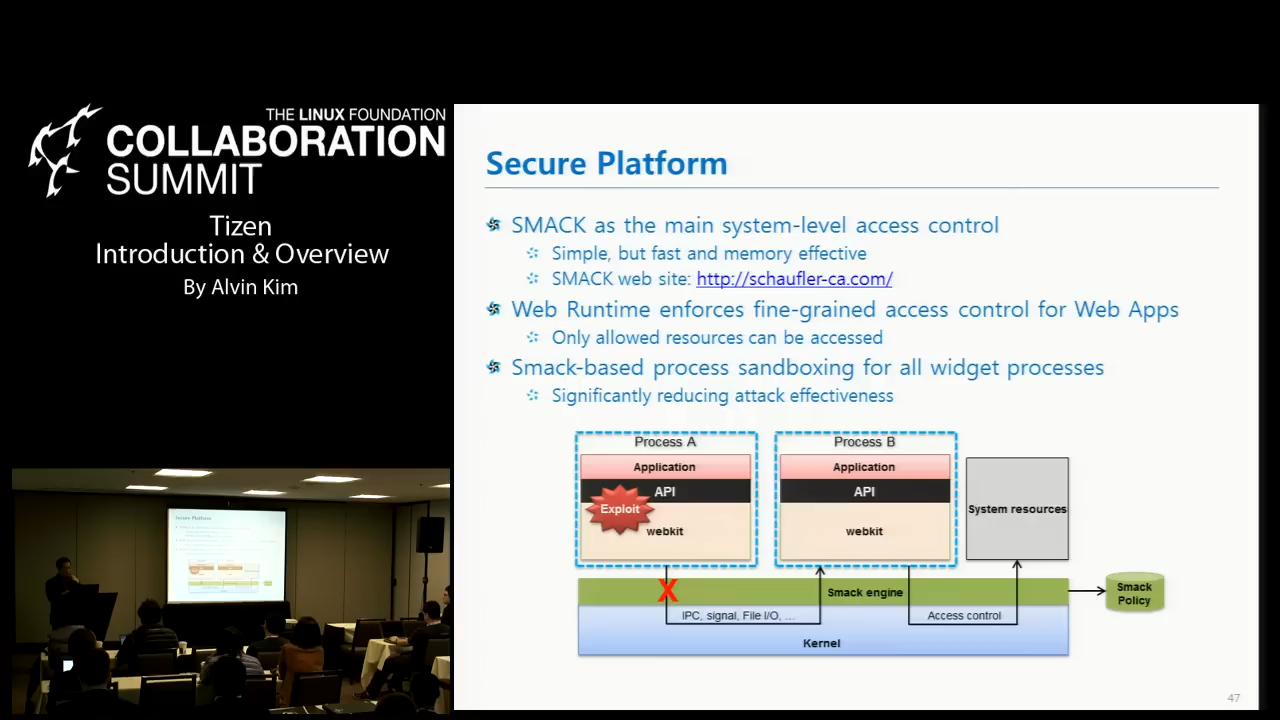 THE LINUX FOUNDATION
COLLABORATION
SUMMIT
Tizen
Introduction & Overview
By Alvin Kim
Secure Platform
SMACK as the main system-level access control
Simple, but fast and memory effective
SMACK web site: http://schaufler-ca.com/
Web Runtime enforces fine-grained access control for Web Apps
Only allowed resources can be accessed
Smack-based process sandboxing for all widget processes
Significantly reducing attack effectiveness
Process A
Application
API
Exploit
webkit
Process B
Application
API
webkit
System resources
X
Smack engine
IPC, signal, File I/O, ...
Access control
Kernel
Smack
Policy
47
Secure Platform